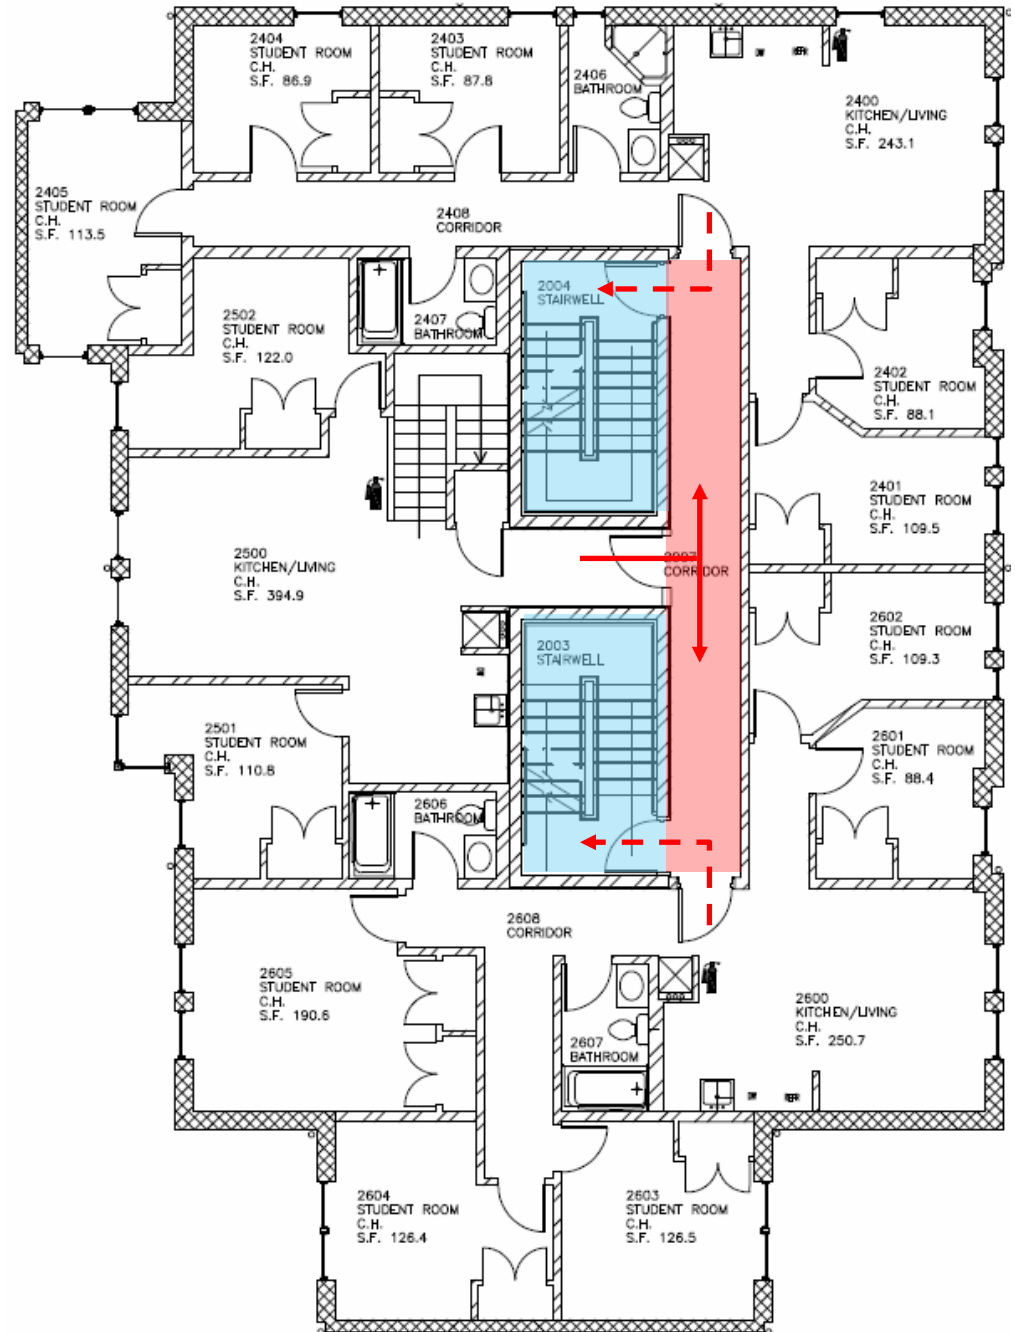 2404
STUDENT ROOM
C.H.
S.F. 86.9
2403
STUDENT ROOM
C.H.
S.F. 87.8
2406
BATHROOM
2400
KITCHEN/LIVING
C.H.
S.F. 243.1
DW
REFR
2405
STUDENT ROOM
C.H.
S.F. 113.5
2408
CORRIDOR
2004
STAIRWELL
2407
BATHROOM
2502
STUDENT ROOM
C.H.
S.F. 122.0
2402
STUDENT ROOM
C.H.
S.F. 88.1
2401
STUDENT ROOM
C.H.
S.F. 109.5
2500
KITCHEN/LIVING
C.H.
S.F. 394.9
CORRIDOR
2602
STUDENT ROOM
C.H.
S.F. 109.3
2003
STAIRWELL
2501
STUDENT ROOM
C.H.
S.F. 110.8
2601
STUDENT ROOM
C.H.
S.F. 88.4
2606
BATHROOM
2608
CORRIDOR
2605
STUDENT ROOM
C.H.
S.F. 190.6
2600
KITCHEN/LIVING
C.H.
S.F. 250.7
2607
BATHROOM
DW
REFR
2604
STUDENT ROOM
C.H.
S.F. 126.4
2603
STUDENT ROOM
C.H.
S.F. 126.5